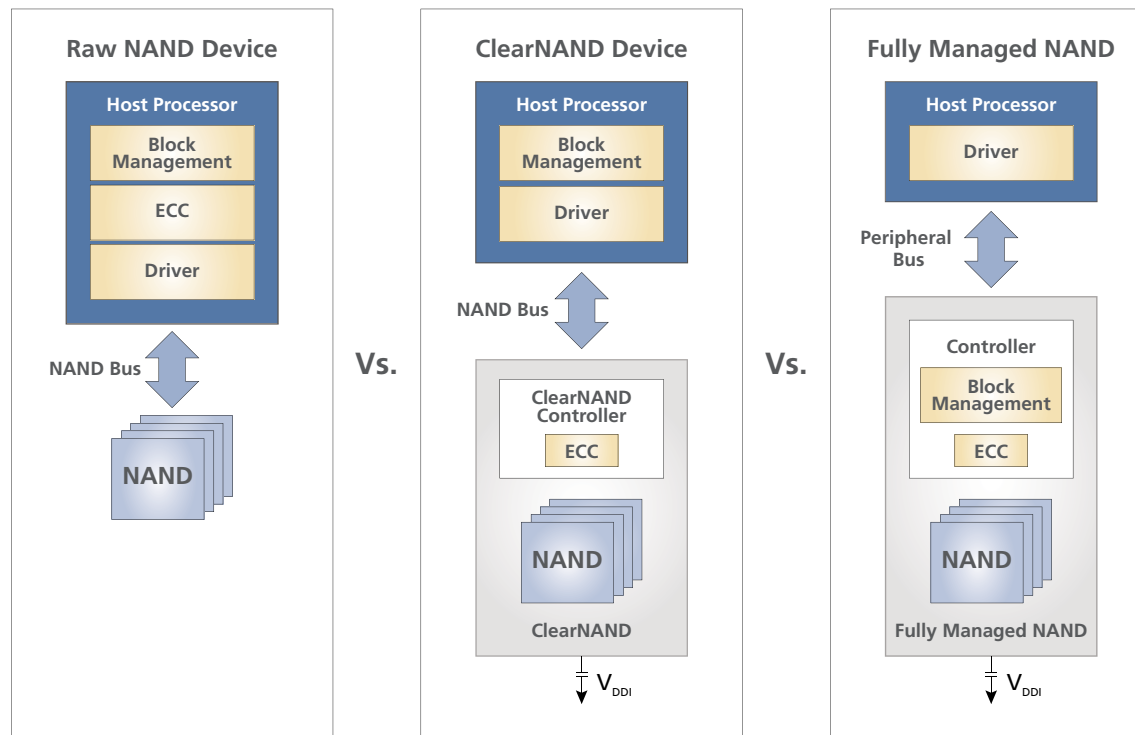 Raw NAND Device
Host Processor
Block
Management
ECC
Driver
NAND Bus
NAND
Vs.
ClearNAND Device
Host Processor
Block
Management
Driver
NAND Bus
ClearNAND
Controller
ECC
NAND
ClearNAND
VDDI
Vs.
Fully Managed NAND
Host Processor
Driver
Peripheral
Bus
Controller
Block
Management
ECC
NAND
Fully Managed NAND
VDDI